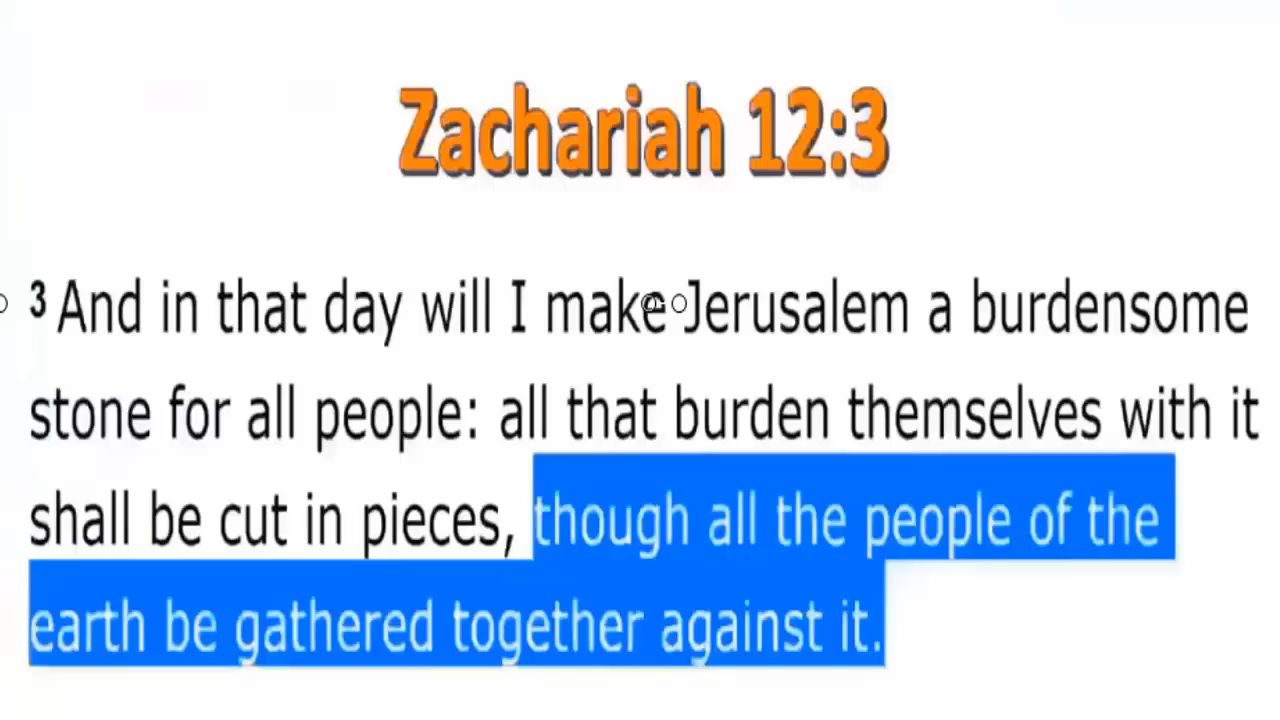 Zachariah 12:3
3 And in that day will I make Jerusalem a burdensome
stone for all people: all that burden themselves with it
shall be cut in pieces, though all the people of the
earth be gathered together against it.